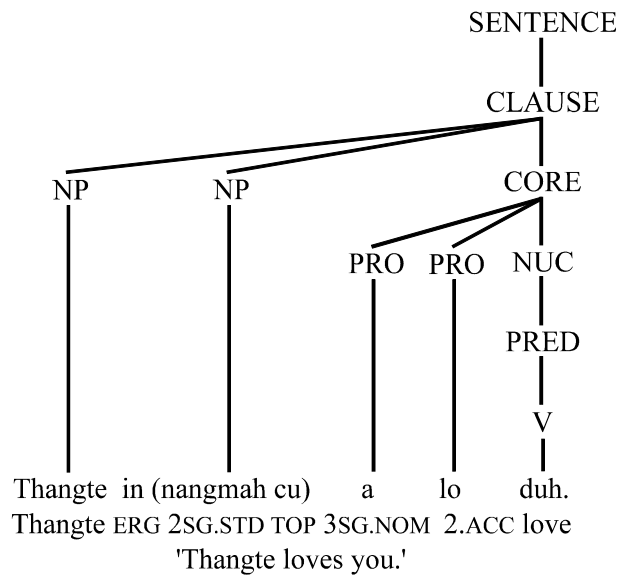 SENTENCE
CLAUSE
NP NP CORE
PRO PRO NUC
PRED
V
Thangte in (nangmah cu) a lo duh.
Thangte ERG 2SG.STD TOP 3SG.NOM 2.ACC love
'Thangte loves you.'